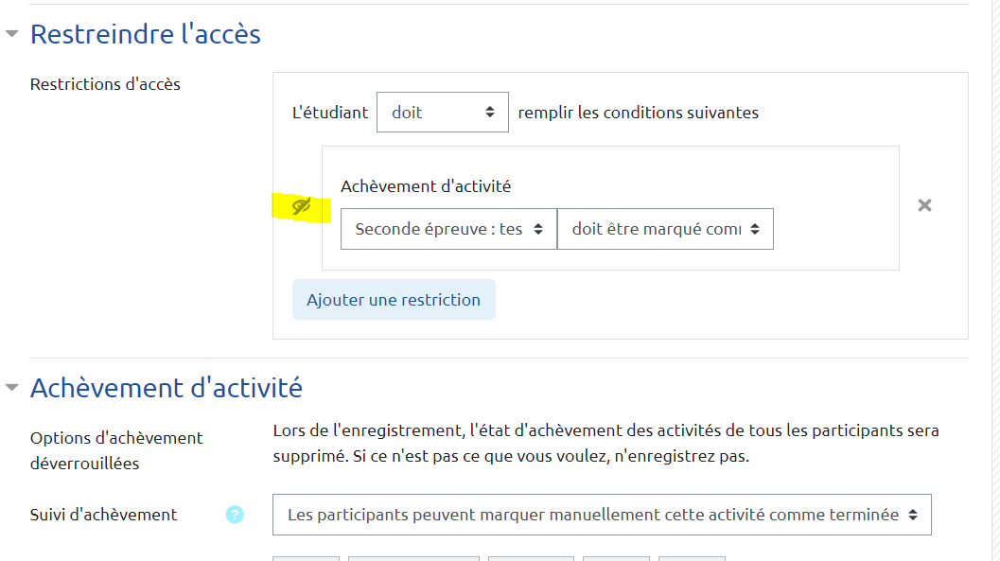 Restreindre l'accès
Restrictions d'accès
L'étudiant doit remplir les conditions suivantes
Achèvement d'activité
Seconde épreuve : tes doit être marqué com
Ajouter une restriction
Achèvement d'activité
Options d'achèvement
déverrouillées
Lors de l'enregistrement, l'état d'achèvement des activités de tous les participants sera
supprimé. Si ce n'est pas ce que vous voulez, n'enregistrez pas.
Suivi d'achèvement ? Les participants peuvent marquer manuellement cette activité comme terminée